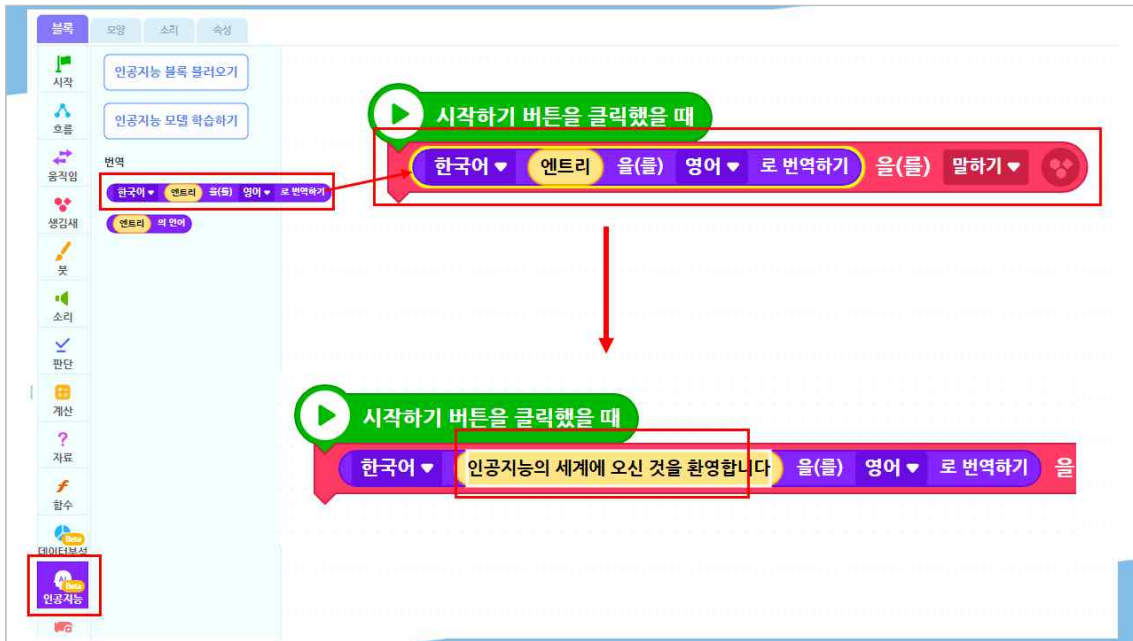 블록
모양
소리
속성
시작
흐름
움직임
생김새
붓
소리
판단
계산
자료
함수
Beta
데이터분석
AI
Beta
인공지능
인공지능 블록 불러오기
인공지능 모델 학습하기
번역
한국어 엔트리 을(를) 영어 로 번역하기
엔트리 의 언어
시작하기 버튼을 클릭했을 때
한국어 엔트리 을(를) 영어 로 번역하기 을(를) 말하기
시작하기 버튼을 클릭했을 때
한국어 인공지능의 세계에 오신 것을 환영합니다 을(를) 영어 로 번역하기 을